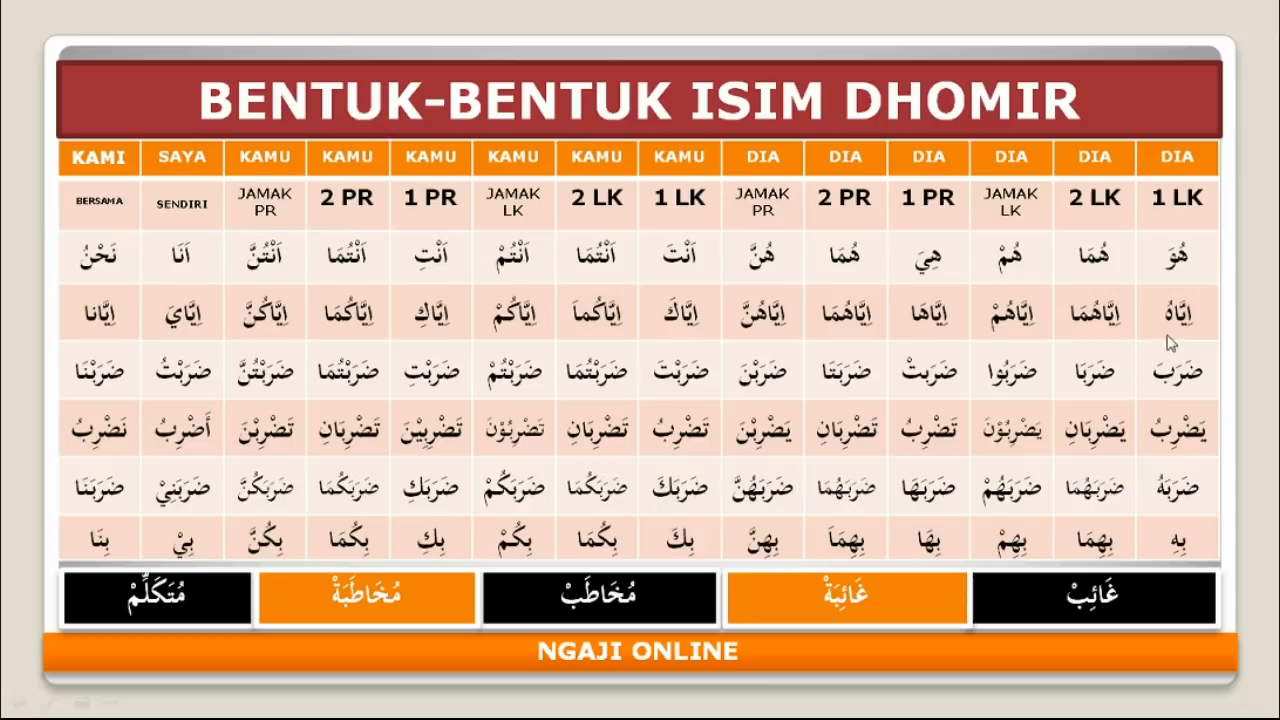 BENTUK-BENTUK ISIM DHOMIR
KAMI SAYA KAMU KAMU KAMU KAMU KAMU KAMU DIA DIA DIA DIA DIA DIA
BERSAMA SENDIRI JAMAK PR 2 PR 1 PR JAMAK LK 2 LK 1 LK JAMAK PR 2 PR 1 PR JAMAK LK 2 LK 1 LK
هُوَ هُمَا هُمْ هِيَ هُمَا هُنَّ اَنْتَ اَنْتُمَا اَنْتُمْ اَنْتِ اَنْتُمَا اَنْتُنَّ اَنَا نَحْنُ
اِيَّاهُ اِيَّاهُمَا اِيَّاهُمْ اِيَّاهَا اِيَّاهُمَا اِيَّاهُنَّ اِيَّاكَ اِيَّاكُماَ اِيَّاكُمْ اِيَّاكِ اِيَّاكُمَا اِيَّاكُنَّ اِيَّايَ اِيَّانا
ضَرَبَ ضَرَبَا ضَرَبُوا ضَرَبتْ ضَرَبَتَا ضَرَبْنَ ضَرَبْتَ ضَرَبْتُمَا ضَرَبْتُمْ ضَرَبْتِ ضَرَبْتُمَا ضَرَبْتُنَّ ضَرَبْتُ ضَرَبْنَا
يَضْرِبُ يَضْرِبَانِ يَضْرِبُوْنَ تَضْرِبُ تَضْرِبَانِ يَضْرِبْنَ تَضْرِبُ تَضْرِبَانِ تَضْرِبُوْنَ تَضْرِبِيْنَ تَضْرِبَانِ تَضْرِبْنَ أَضْرِبُ نَضْرِبُ
ضَرَبَهُ ضَرَبَهُمَا ضَرَبَهُمْ ضَرَبَهَا ضَرَبَهُمَا ضَرَبَهُنَّ ضَرَبَكَ ضَرَبَكُمَا ضَرَبَكُمْ ضَرَبَكِ ضَرَبَكُمَا ضَرَبَكُنَّ ضَرَبَنِيْ ضَرَبَنَا
بِهِ بِهِمَا بِهِمْ بِهَا بِهِمَاَ بِهِنَّ بِكَ بِكُمَا بِكُمْ بِكِ بِكُمَا بِكُنَّ بِيْ بِنَا
غَائِبْ غَائِبَةْ مُخَاطَبْ مُخَاطَبَةْ مُتَكَلِّمْ
NGAJI ONLINE